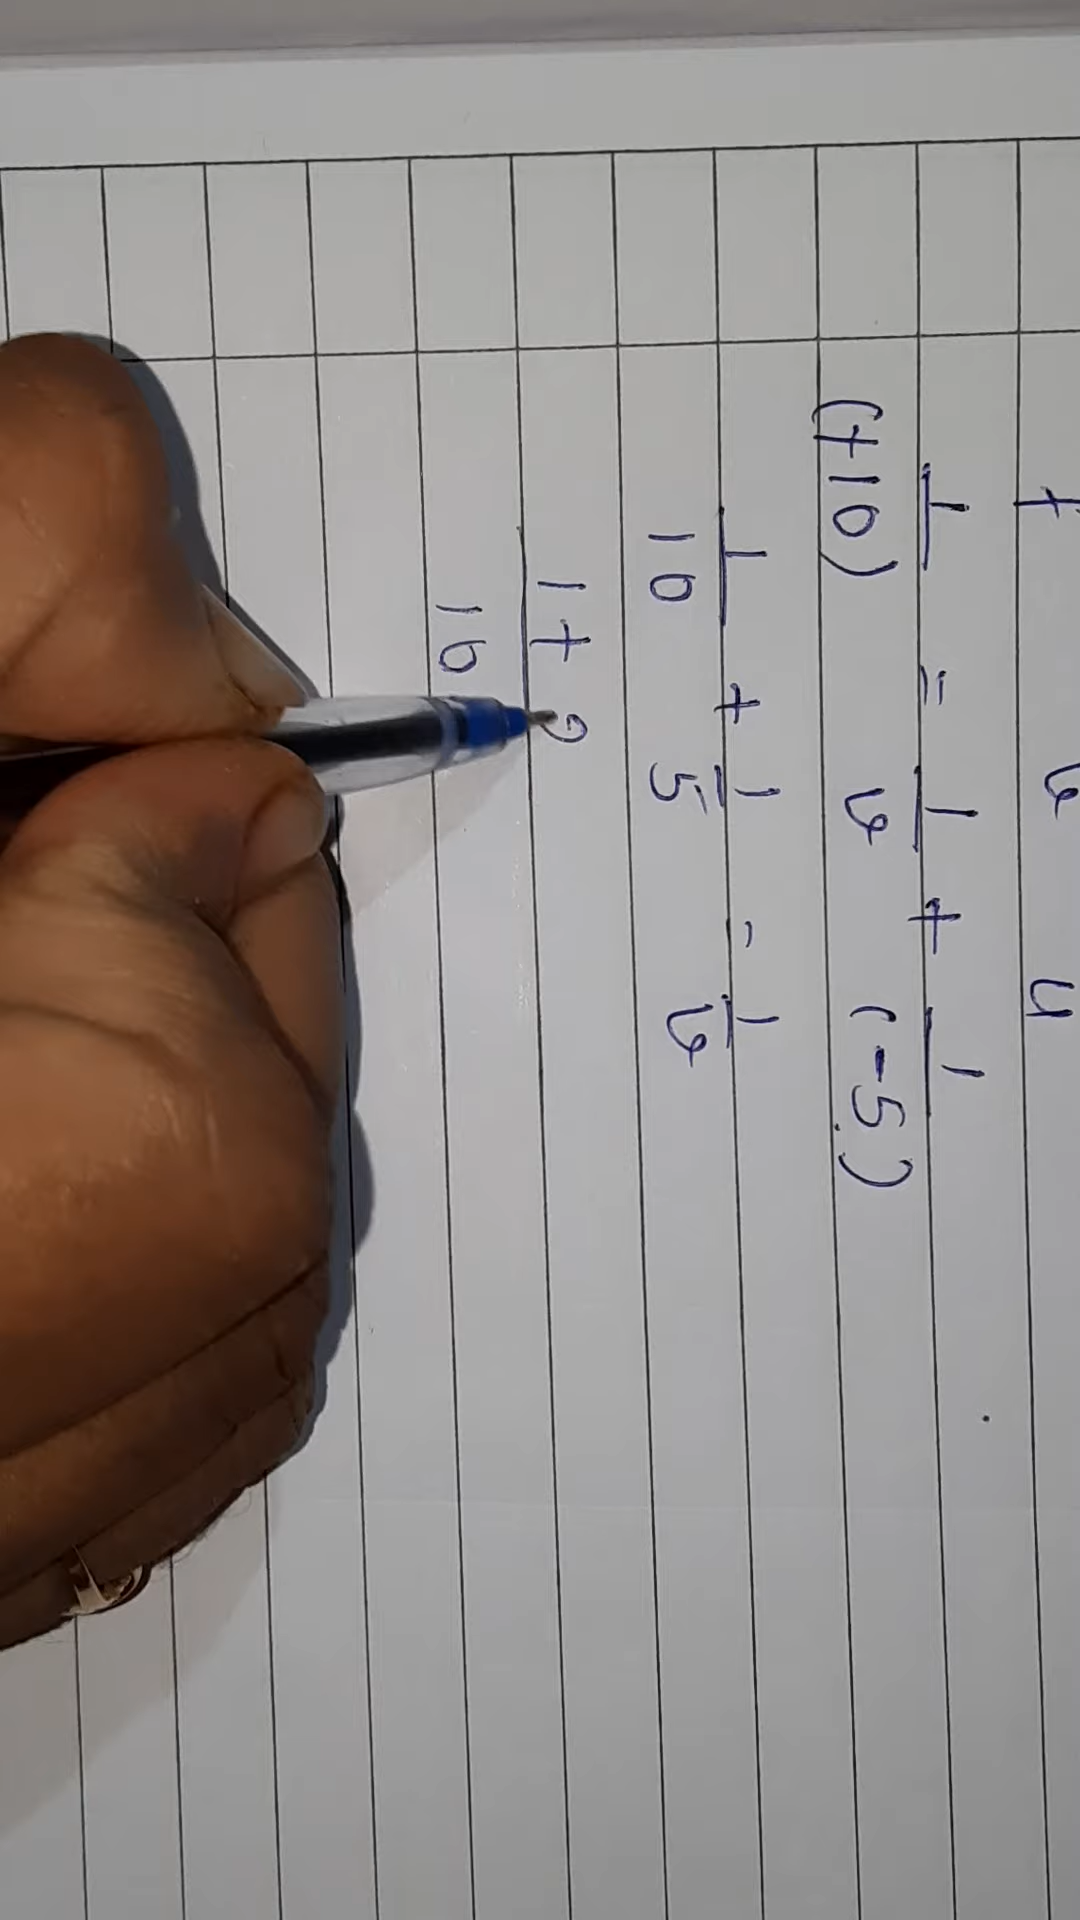 f v u
1/(+10) = 1/v + 1/(-5)
1/10 + 1/5 = 1/v
1+2/10